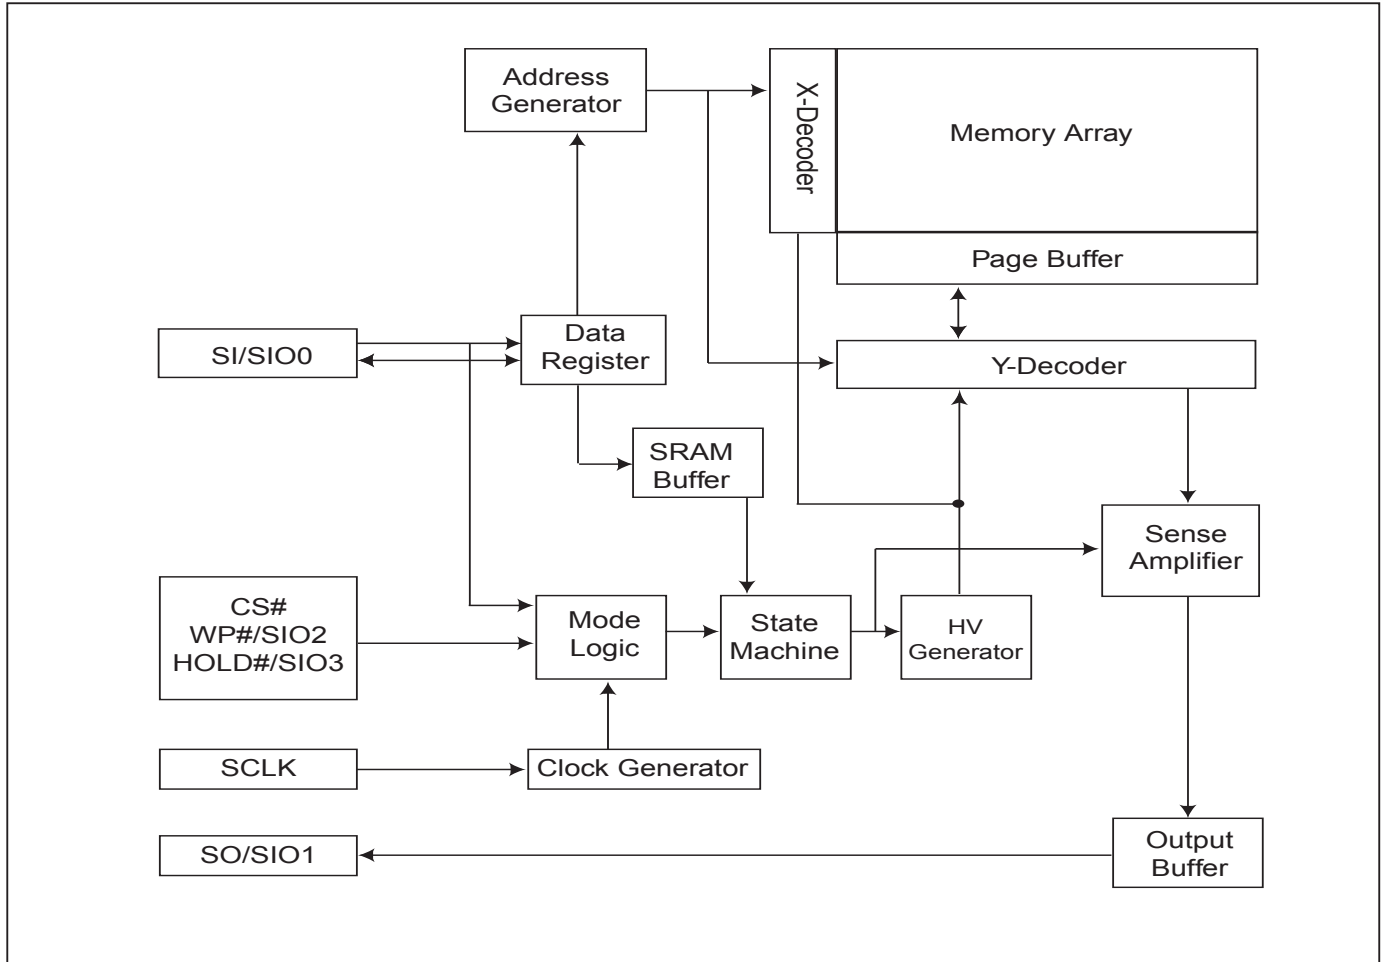 Address
Generator
X-Decoder
Memory Array
Page Buffer
SI/SIO0
Data
Register
Y-Decoder
SRAM
Buffer
Sense
Amplifier
CS#
WP#/SIO2
HOLD#/SIO3
Mode
Logic
State
Machine
HV
Generator
SCLK
Clock Generator
SO/SIO1
Output
Buffer